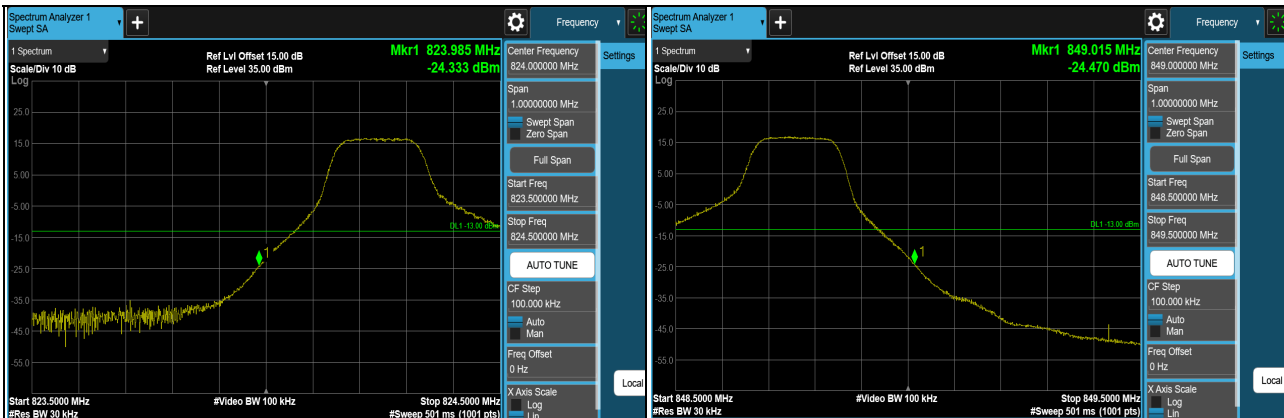 Spectrum Analyzer 1
Swept SA
+
Frequency
1 Spectrum
Scale/Div 10 dB
Log
Ref Lvl Offset 15.00 dB
Ref Level 35.00 dBm
Mkr1 823.985 MHz
-24.333 dBm
25.0
15.0
5.00
-5.00
-15.0
-25.0
-35.0
-45.0
-55.0
DL1 -13.00 dBm
1
Start 823.5000 MHz
#Res BW 30 kHz
#Video BW 100 kHz
Stop 824.5000 MHz
#Sweep 501 ms (1001 pts)
Center Frequency
824.000000 MHz
Settings
Span
1.00000000 MHz
Swept Span
Zero Span
Full Span
Start Freq
823.500000 MHz
Stop Freq
824.500000 MHz
AUTO TUNE
CF Step
100.000 kHz
Auto
Man
Freq Offset
0 Hz
Local
X Axis Scale
Log
Lin
Spectrum Analyzer 1
Swept SA
+
Frequency
1 Spectrum
Scale/Div 10 dB
Log
Ref Lvl Offset 15.00 dB
Ref Level 35.00 dBm
Mkr1 849.015 MHz
-24.470 dBm
25.0
15.0
5.00
-5.00
-15.0
-25.0
-35.0
-45.0
-55.0
DL1 -13.00 dBm
1
Start 848.5000 MHz
#Res BW 30 kHz
#Video BW 100 kHz
Stop 849.5000 MHz
#Sweep 501 ms (1001 pts)
Center Frequency
849.000000 MHz
Settings
Span
1.00000000 MHz
Swept Span
Zero Span
Full Span
Start Freq
848.500000 MHz
Stop Freq
849.500000 MHz
AUTO TUNE
CF Step
100.000 kHz
Auto
Man
Freq Offset
0 Hz
Local
X Axis Scale
Log
Lin